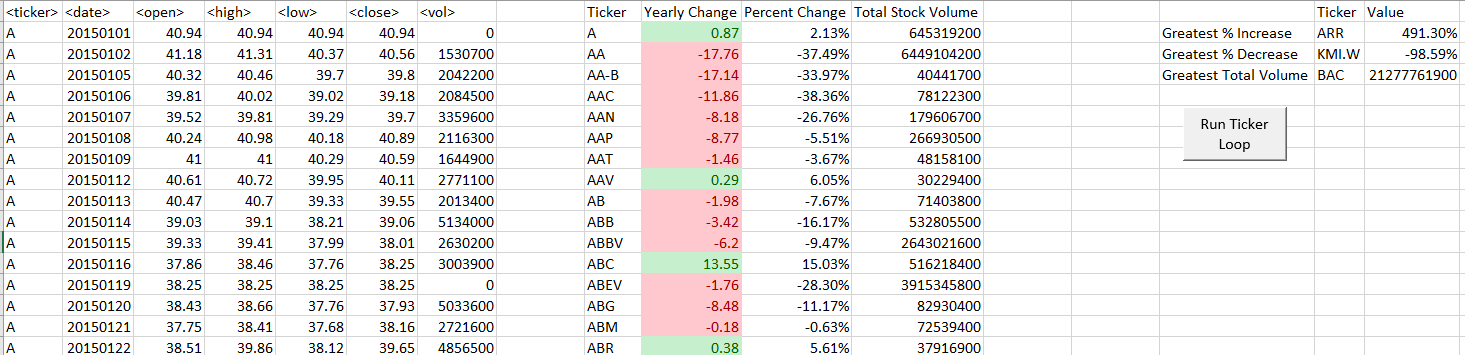 <ticker> <date> <open> <high> <low> <close> <vol> Ticker Yearly Change Percent Change Total Stock Volume Ticker Value
A 20150101 40.94 40.94 40.94 40.94 0 A 0.87 2.13% 645319200 Greatest % Increase ARR 491.30%
A 20150102 41.18 41.31 40.37 40.56 1530700 AA -17.76 -37.49% 6449104200 Greatest % Decrease KMI.W -98.59%
A 20150105 40.32 40.46 39.7 39.8 2042200 AA-B -17.14 -33.97% 40441700 Greatest Total Volume BAC 21277761900
A 20150106 39.81 40.02 39.02 39.18 2084500 AAC -11.86 -38.36% 78122300
A 20150107 39.52 39.81 39.29 39.7 3359600 AAN -8.18 -26.76% 179606700
A 20150108 40.24 40.98 40.18 40.89 2116300 AAP -8.77 -5.51% 266930500
A 20150109 41 41 40.29 40.59 1644900 AAT -1.46 -3.67% 48158100
A 20150112 40.61 40.72 39.95 40.11 2771100 AAV 0.29 6.05% 30229400
A 20150113 40.47 40.7 39.33 39.55 2013400 AB -1.98 -7.67% 71403800
A 20150114 39.03 39.1 38.21 39.06 5134000 ABB -3.42 -16.17% 532805500
A 20150115 39.33 39.41 37.99 38.01 2630200 ABBV -6.2 -9.47% 2643021600
A 20150116 37.86 38.46 37.76 38.25 3003900 ABC 13.55 15.03% 516218400
A 20150119 38.25 38.25 38.25 38.25 0 ABEV -1.76 -28.30% 3915345800
A 20150120 38.43 38.66 37.76 37.93 5033600 ABG -8.48 -11.17% 82930400
A 20150121 37.75 38.41 37.68 38.16 2721600 ABM -0.18 -0.63% 72539400
A 20150122 38.51 39.86 38.12 39.65 4856500 ABR 0.38 5.61% 37916900
Run Ticker
Loop